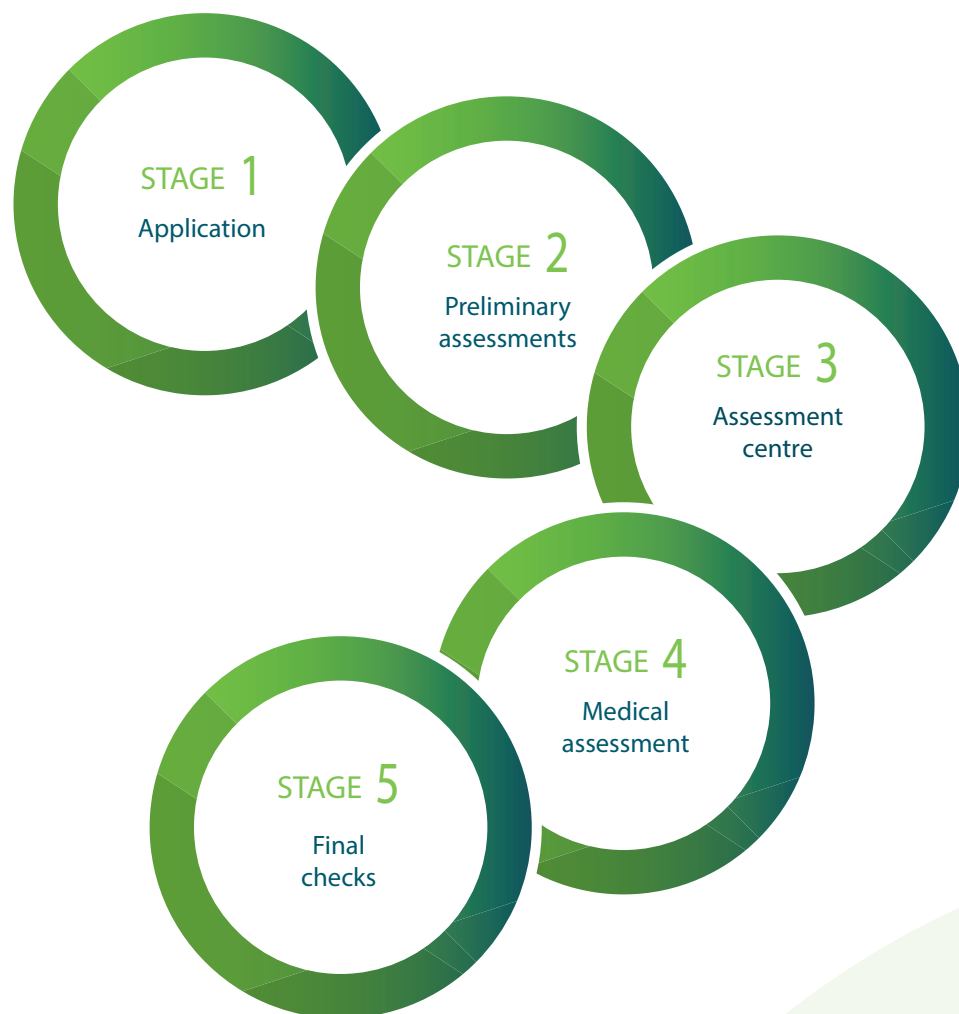 STAGE 1
Application
STAGE 2
Preliminary
assessments
STAGE 3
Assessment
centre
STAGE 4
Medical
assessment
STAGE 5
Final
checks